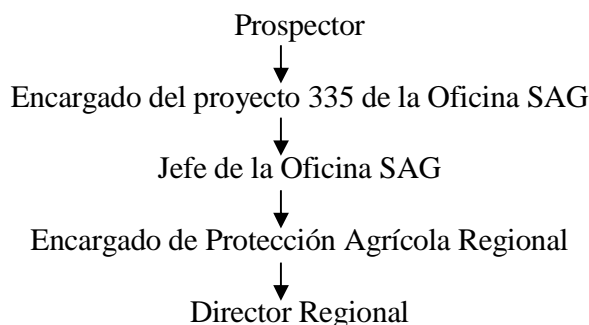 Prospector
Encargado del proyecto 335 de la Oficina SAG
Jefe de la Oficina SAG
Encargado de Protección Agrícola Regional
Director Regional